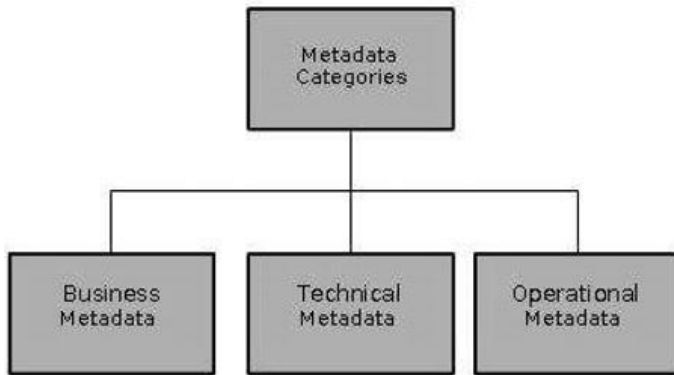 Metadata
Categories
Business
Metadata
Technical
Metadata
Operational
Metadata